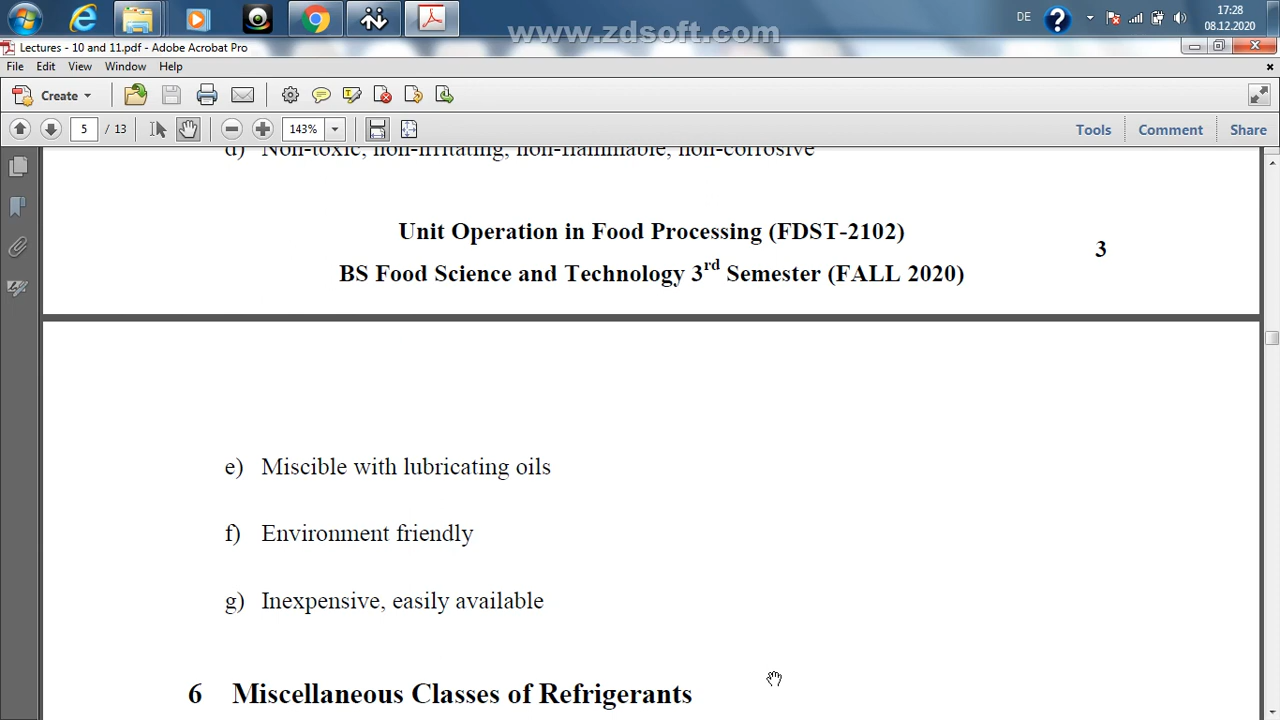 17:28
DE
08.12.2020
www.zdsoft.com
Lectures - 10 and 11.pdf - Adobe Acrobat Pro
File Edit View Window Help
Create
5 / 13 143% Tools Comment Share
d) Non-toxic, non-irritating, non-flammable, non-corrosive
Unit Operation in Food Processing (FDST-2102)
3
BS Food Science and Technology 3rd Semester (FALL 2020)
e) Miscible with lubricating oils
f) Environment friendly
g) Inexpensive, easily available
6 Miscellaneous Classes of Refrigerants